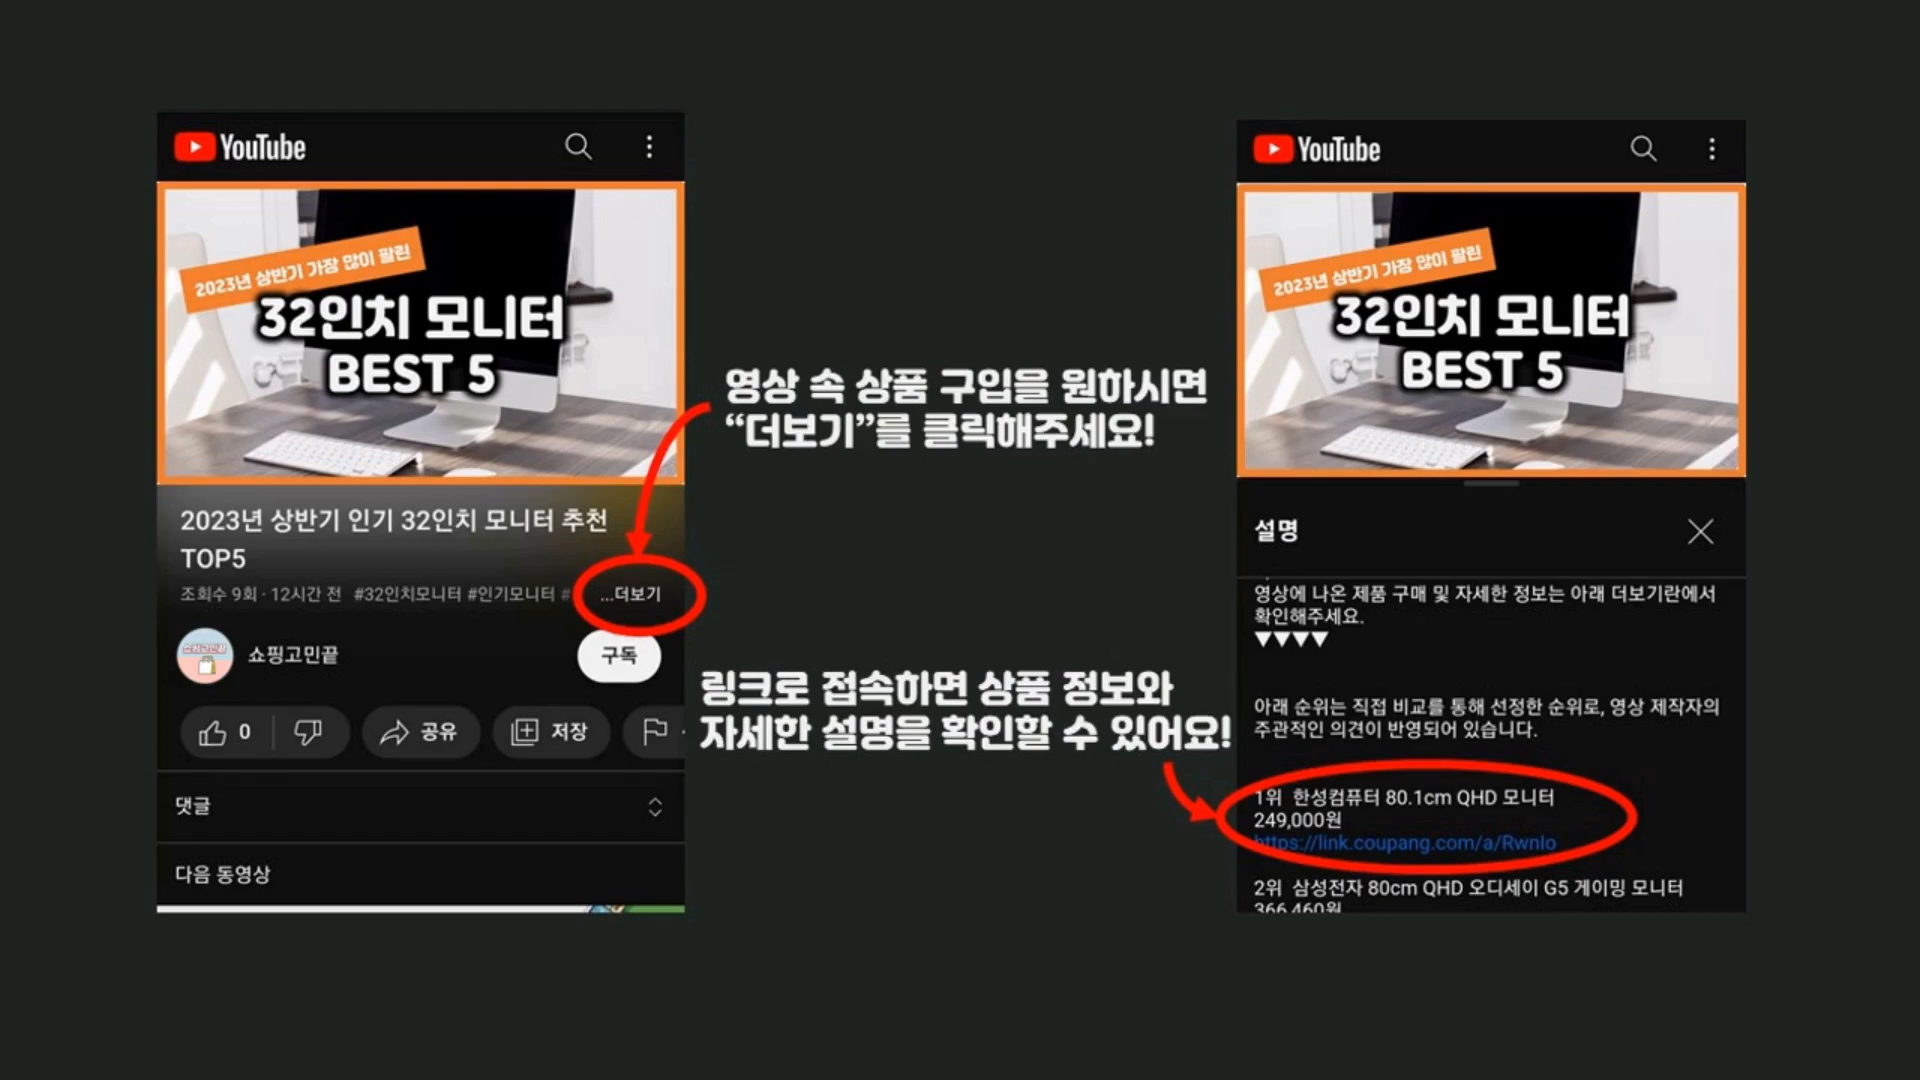 YouTube
2023년 상반기 가장 많이 팔린
32인치 모니터
BEST 5
2023년 상반기 인기 32인치 모니터 추천
TOP5
조회수 9회 · 12시간 전 #32인치모니터 #인기모니터 # ...더보기
쇼핑고민끝
쇼핑고민끝
구독
0
공유
저장
댓글
다음 동영상
영상 속 상품 구입을 원하시면
“더보기”를 클릭해주세요!
링크로 접속하면 상품 정보와
자세한 설명을 확인할 수 있어요!
YouTube
2023년 상반기 가장 많이 팔린
32인치 모니터
BEST 5
설명
영상에 나온 제품 구매 및 자세한 정보는 아래 더보기란에서
확인해주세요.
▼▼▼▼
아래 순위는 직접 비교를 통해 선정한 순위로, 영상 제작자의
주관적인 의견이 반영되어 있습니다.
1위 한성컴퓨터 80.1cm QHD 모니터
249,000원
https://link.coupang.com/a/Rwnlo
2위 삼성전자 80cm QHD 오디세이 G5 게이밍 모니터
366,460원